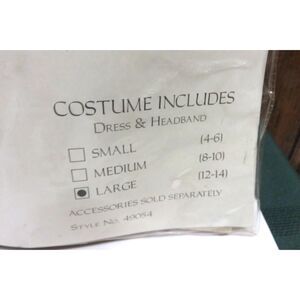 COSTUME INCLUDES
DRESS & HEADBAND
SMALL (4-6)
MEDIUM (8-10)
LARGE (12-14)
ACCESSORIES SOLD SEPARATELY
STYLE NO. 49054